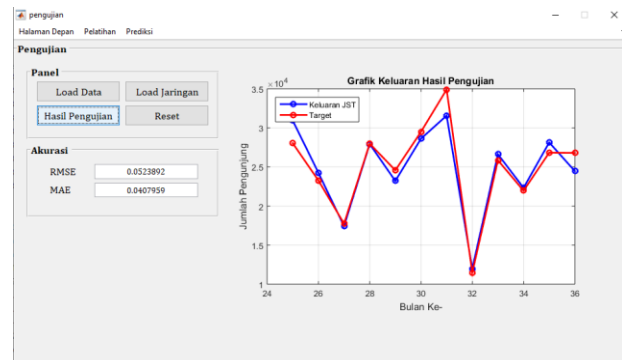 pengujian
Halaman Depan Pelatihan Prediksi
Pengujian
Panel
Load Data Load Jaringan
Hasil Pengujian Reset
Akurasi
RMSE 0.0523892
MAE 0.0407959
Grafik Keluaran Hasil Pengujian
×10⁴
Keluaran JST
Target
3.5
3
2.5
2
1.5
1
Jumlah Pengunjung
24 26 28 30 32 34 36
Bulan Ke-